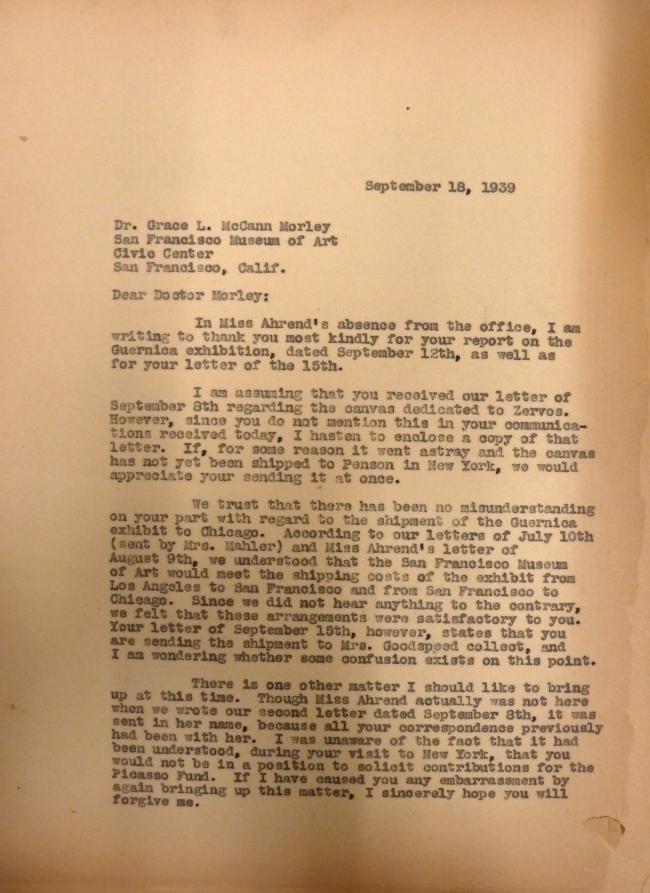 September 18, 1939
Dr. Grace L. McCann Morley
San Francisco Museum of Art
Civic Center
San Francisco, Calif.
Dear Doctor Morley:
In Miss Ahrend's absence from the office, I am
writing to thank you most kindly for your report on the
Guernica exhibition, dated September 12th, as well as
for your letter of the 15th.
I am assuming that you received our letter of
September 8th regarding the canvas dedicated to Zervos.
However, since you do not mention this in your communica-
tions received today, I hasten to enclose a copy of that
letter. If, for some reason it went astray and the canvas
has not yet been shipped to Penson in New York, we would
appreciate your sending it at once.
We trust that there has been no misunderstanding
on your part with regard to the shipment of the Guernica
exhibit to Chicago. According to our letters of July 10th
(sent by Mrs. Mahler) and Miss Ahrend's letter of
August 9th, we understood that the San Francisco Museum
of Art would meet the shipping costs of the exhibit from
Los Angeles to San Francisco and from San Francisco to
Chicago. Since we did not hear anything to the contrary,
we felt that these arrangements were satisfactory to you.
Your letter of September 15th, however, states that you
are sending the shipment to Mrs. Goodspeed collect, and
I am wondering whether some confusion exists on this point.
There is one other matter I should like to bring
up at this time. Though Miss Ahrend actually was not here
when we wrote our second letter dated September 8th, it was
sent in her name, because all your correspondence previously
had been with her. I was unaware of the fact that it had
been understood, during your visit to New York, that you
would not be in a position to solicit contributions for the
Picasso Fund. If I have caused you any embarrassment by
again bringing up this matter, I sincerely hope you will
forgive me.